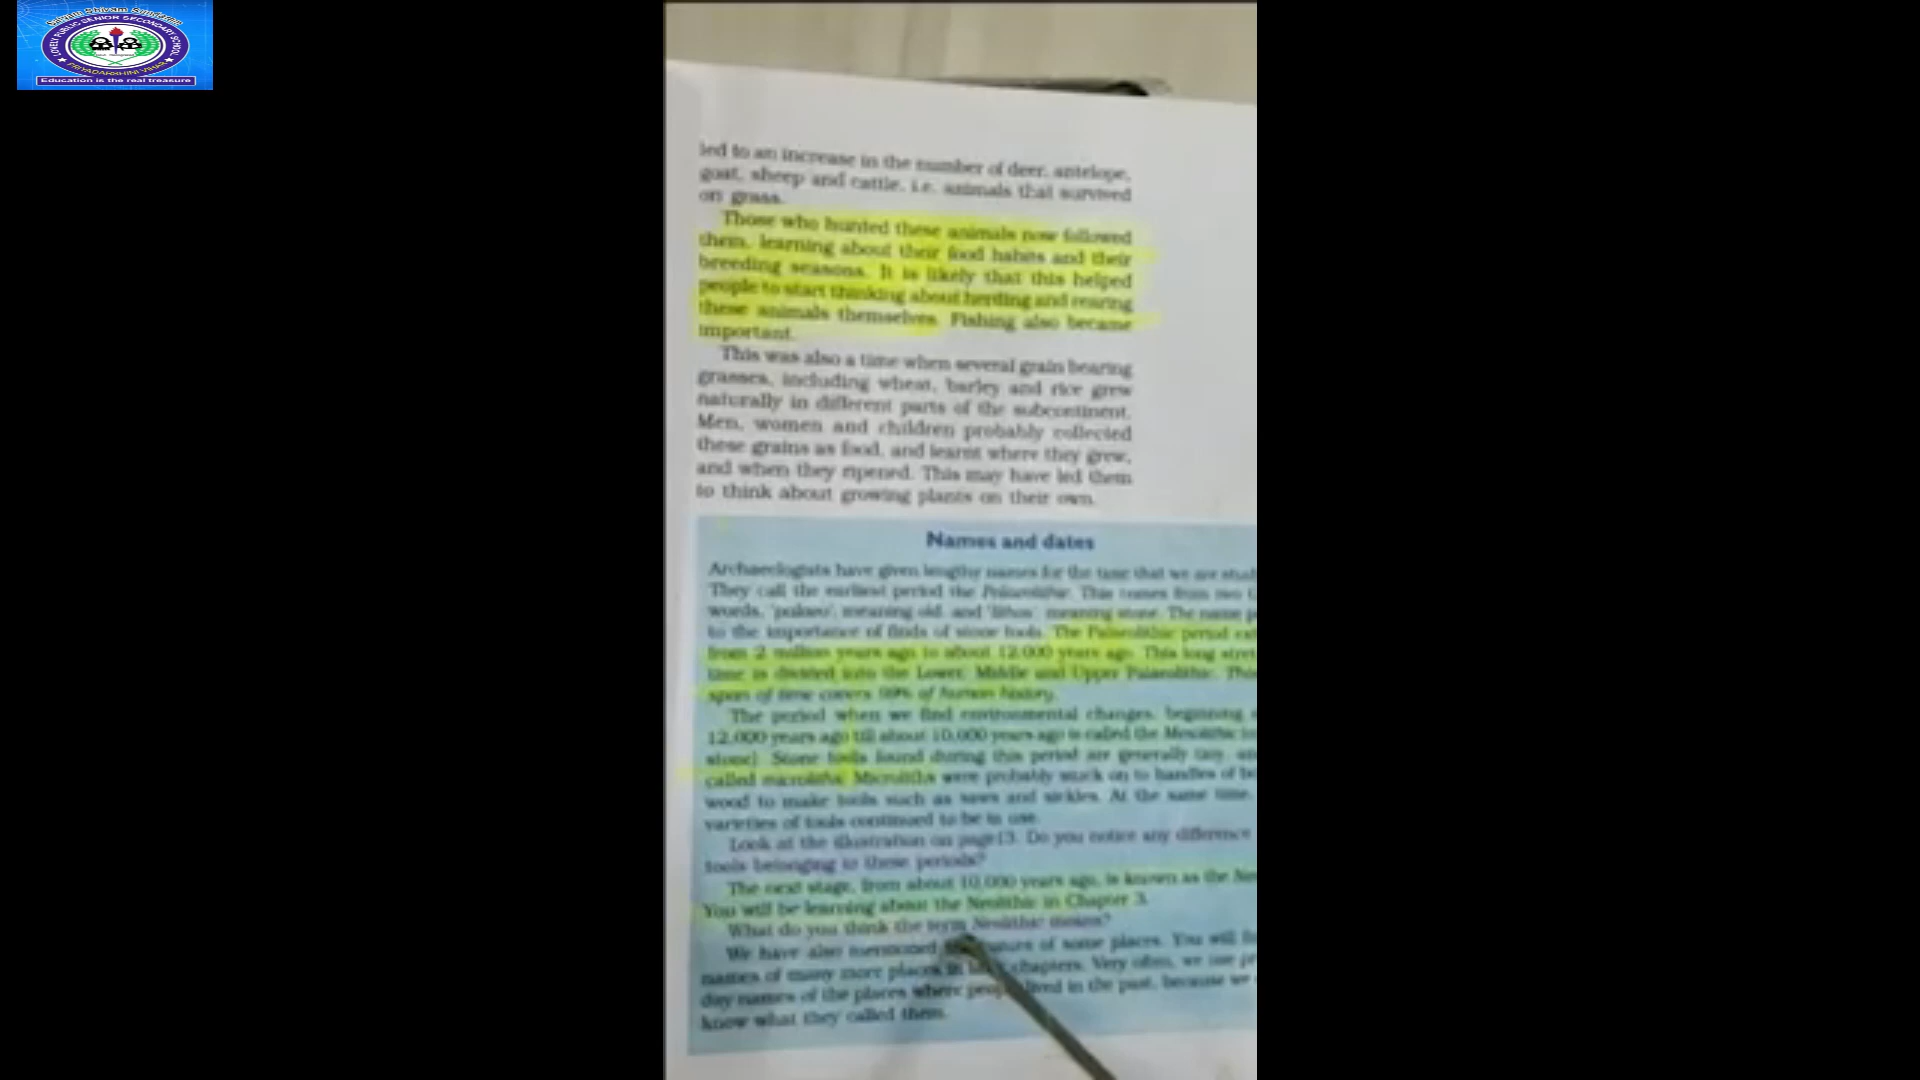 Satyam Shivam Sundaram
LOVELY PUBLIC SENIOR SECONDARY SCHOOL
PRIYADARSHINI VIHAR
Education is the real treasure
led to an increase in the number of deer, antelope,
goat, sheep and cattle, i.e. animals that survived
on grass.
Those who hunted these animals now followed
them, learning about their food habits and their
breeding seasons. It is likely that this helped
people to start thinking about herding and rearing
these animals themselves. Fishing also became
important.
This was also a time when several grain bearing
grasses, including wheat, barley and rice grew
naturally in different parts of the subcontinent.
Men, women and children probably collected
these grains as food, and learnt where they grew,
and when they ripened. This may have led them
to think about growing plants on their own.
Names and dates
Archaeologists have given lengthy names for the time that we are
They call the earliest period the Palaeolithic. This comes from two
words, 'palaeo', meaning old, and 'lithos', meaning stone. The name
to the importance of finds of stone tools. The Palaeolithic period
from 2 million years ago to about 12,000 years ago. This long
time is divided into the Lower, Middle and Upper Palaeolithic. This
span of time covers 99% of human history.
The period when we find environmental changes, beginning
12,000 years ago till about 10,000 years ago is called the Mesolithic
stone). Stone tools found during this period are generally tiny,
called microliths. Microliths were probably stuck on to handles of
wood to make tools such as saws and sickles. At the same time,
varieties of tools continued to be in use.
Look at the illustration on page13. Do you notice any difference
tools belonging to these periods?
The next stage, from about 10,000 years ago, is known as the
You will be learning about the Neolithic in Chapter 3.
What do you think the term Neolithic means?
We have also mentioned names of some places. You will
names of many more places in chapters. Very often, we use
day names of the places where lived in the past, because we
know what they called them.